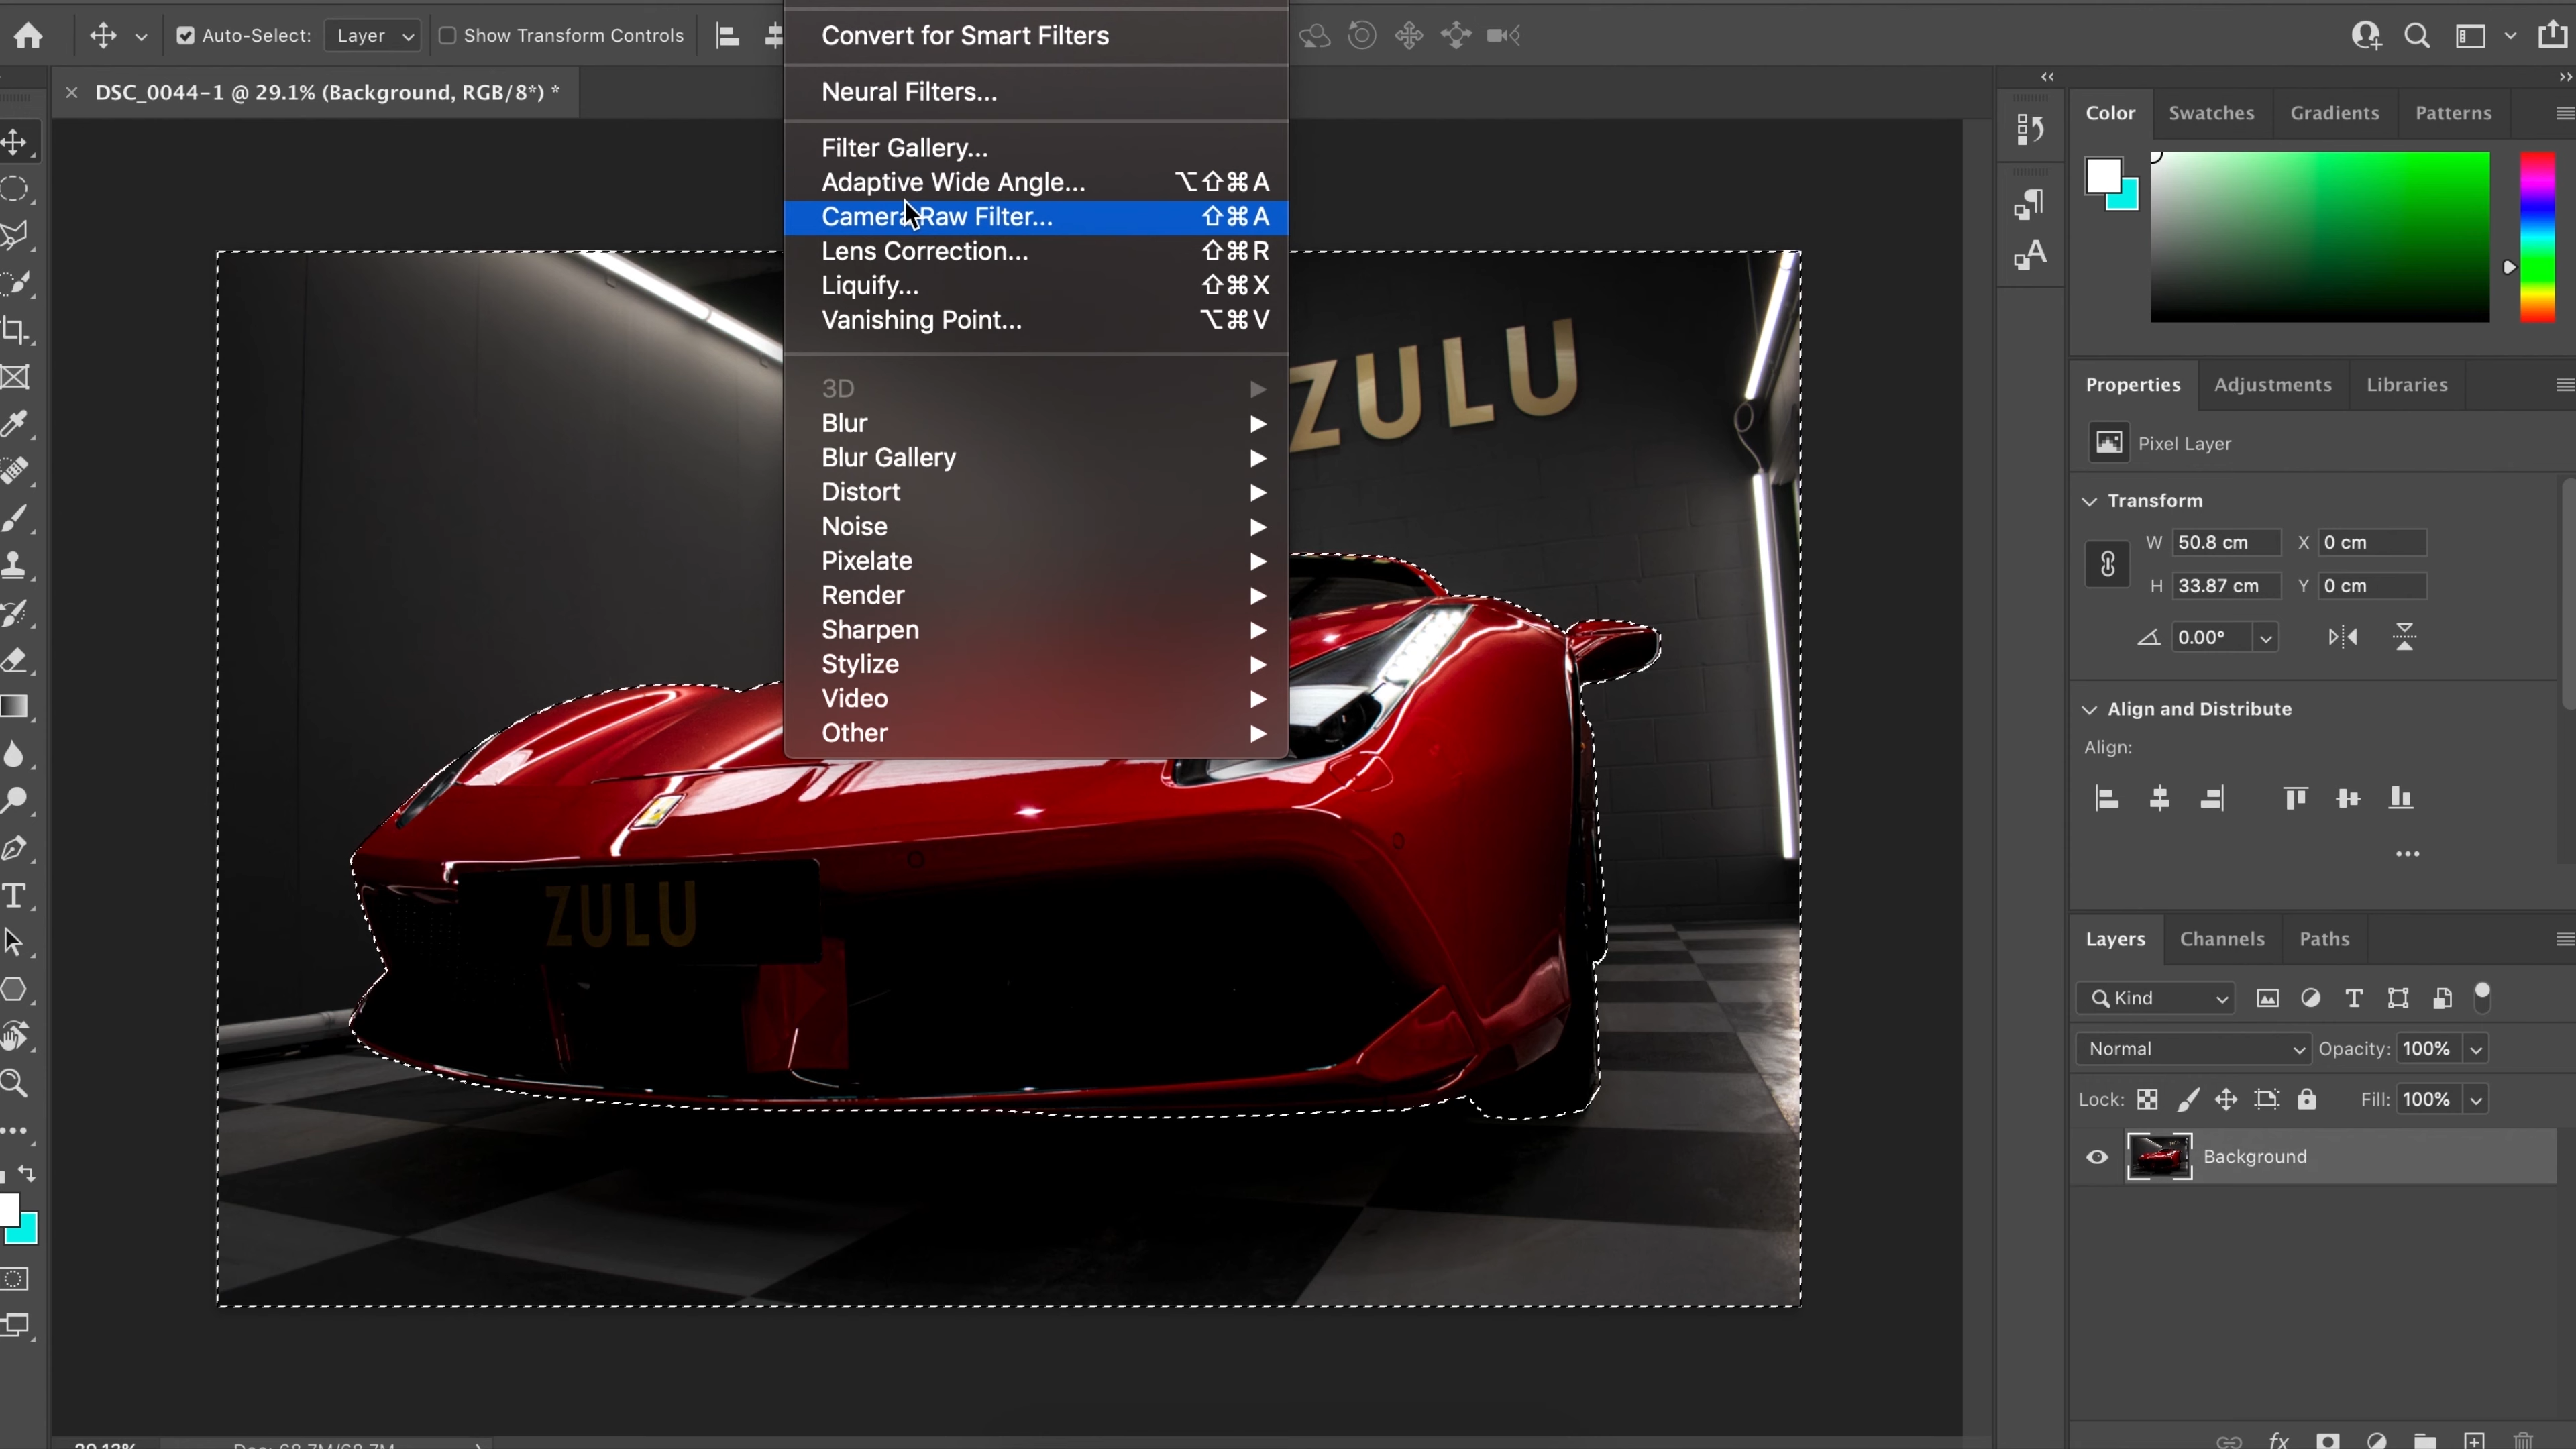 Auto-Select:
Layer
Show Transform Controls
DSC_0044-1 @ 29.1% (Background, RGB/8*) *
Convert for Smart Filters
Neural Filters...
Filter Gallery...
Adaptive Wide Angle... ⌥⇧⌘A
Camera Raw Filter... ⇧⌘A
Lens Correction... ⇧⌘R
Liquify... ⇧⌘X
Vanishing Point... ⌥⌘V
3D
Blur
Blur Gallery
Distort
Noise
Pixelate
Render
Sharpen
Stylize
Video
Other
ZULU
ZULU
Color Swatches Gradients Patterns
Properties Adjustments Libraries
Pixel Layer
Transform
W 50.8 cm X 0 cm
H 33.87 cm Y 0 cm
0.00°
Align and Distribute
Align:
Layers Channels Paths
Kind
Normal Opacity: 100%
Lock: Fill: 100%
Background
fx